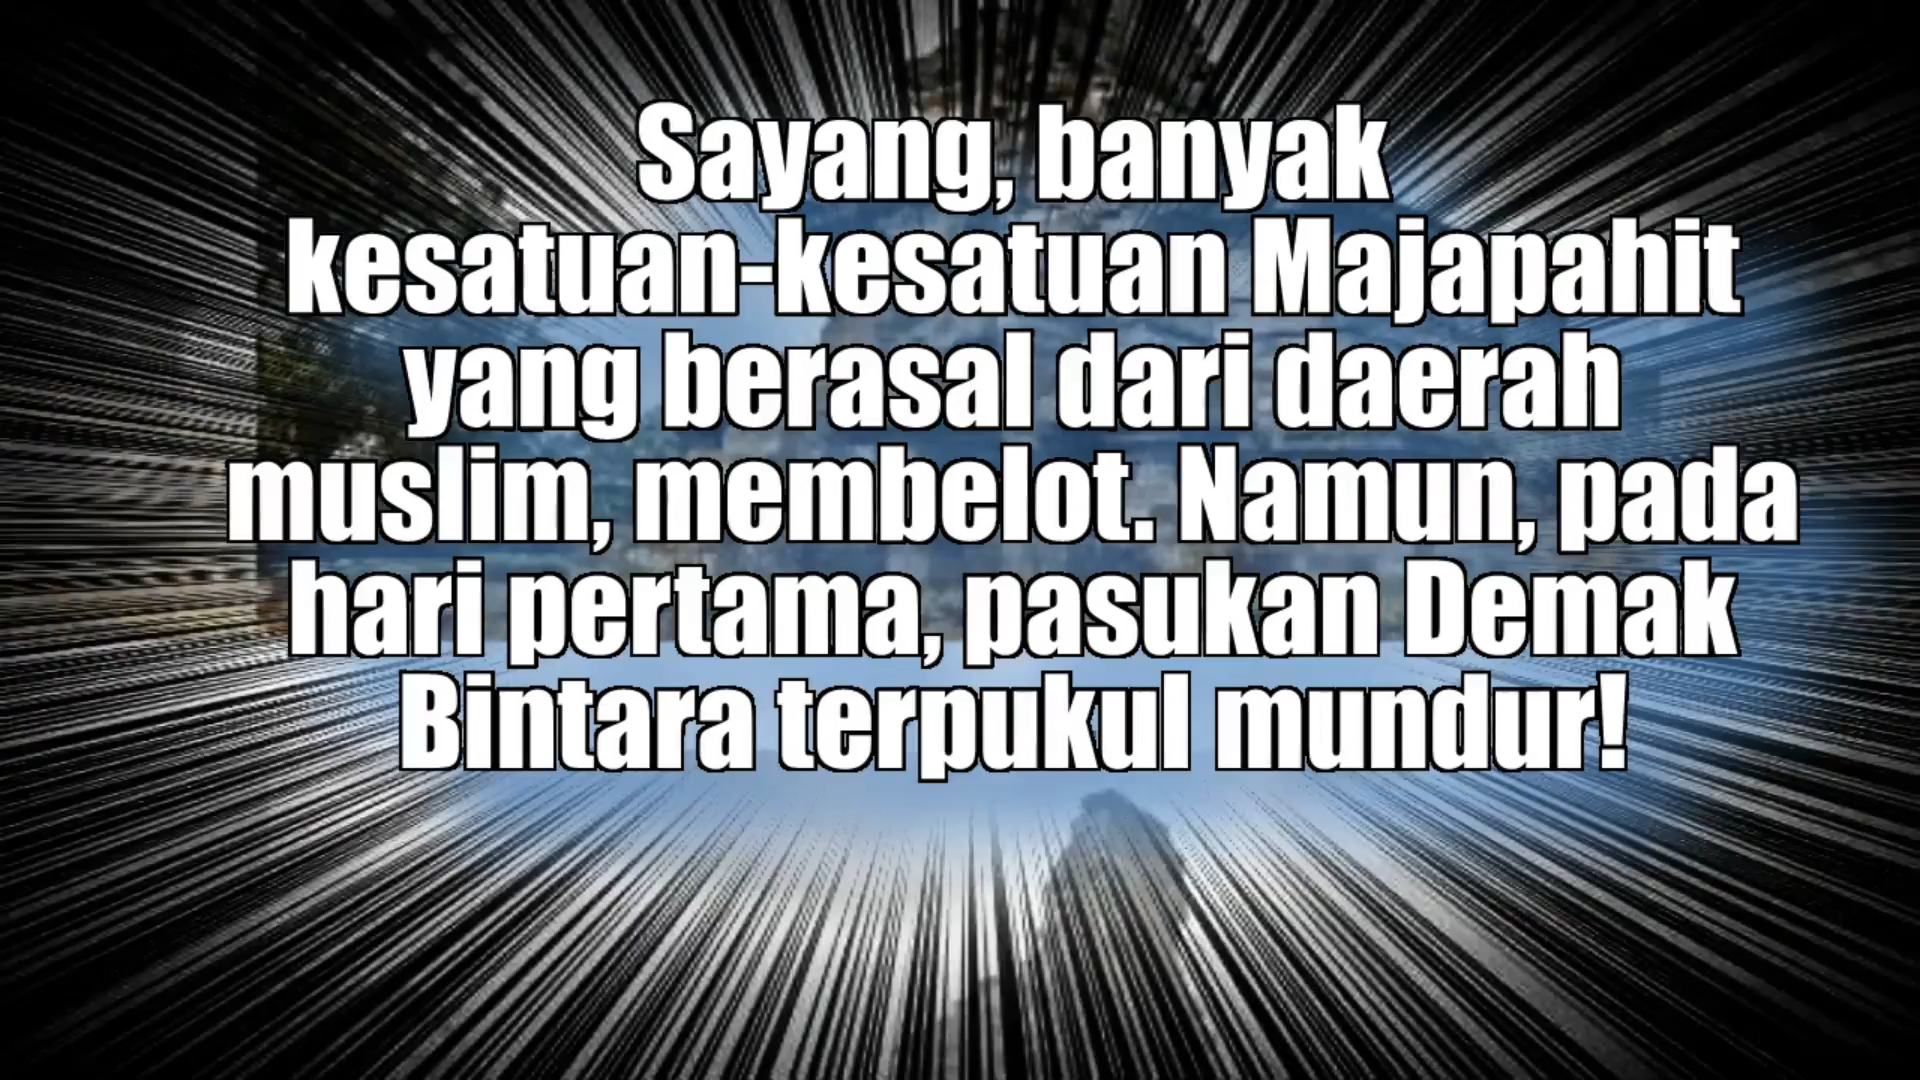 Sayang, banyak
kesatuan-kesatuan Majapahit
yang berasal dari daerah
muslim, membelot. Namun, pada
hari pertama, pasukan Demak
Bintara terpukul mundur!